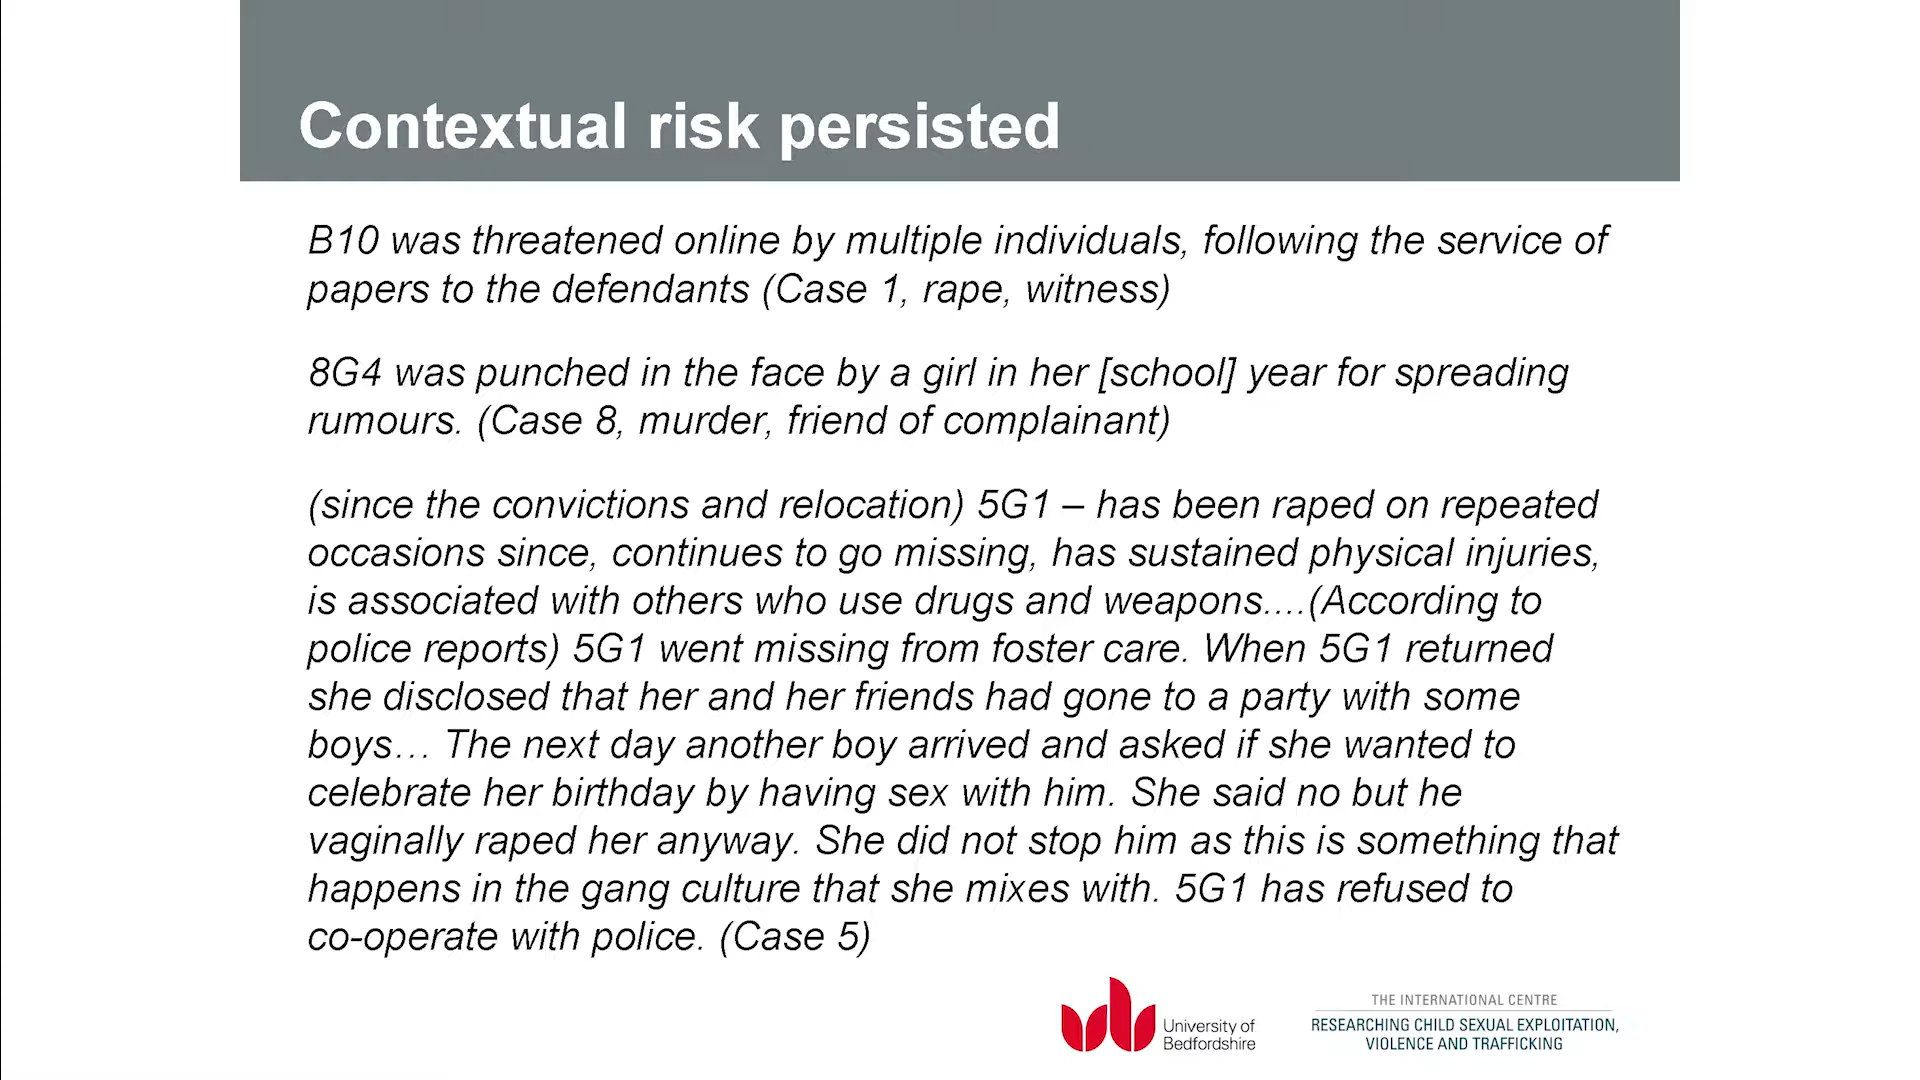 Contextual risk persisted
B10 was threatened online by multiple individuals, following the service of
papers to the defendants (Case 1, rape, witness)
8G4 was punched in the face by a girl in her [school] year for spreading
rumours. (Case 8, murder, friend of complainant)
(since the convictions and relocation) 5G1 – has been raped on repeated
occasions since, continues to go missing, has sustained physical injuries,
is associated with others who use drugs and weapons....(According to
police reports) 5G1 went missing from foster care. When 5G1 returned
she disclosed that her and her friends had gone to a party with some
boys… The next day another boy arrived and asked if she wanted to
celebrate her birthday by having sex with him. She said no but he
vaginally raped her anyway. She did not stop him as this is something that
happens in the gang culture that she mixes with. 5G1 has refused to
co-operate with police. (Case 5)
University of
Bedfordshire
THE INTERNATIONAL CENTRE
RESEARCHING CHILD SEXUAL EXPLOITATION,
VIOLENCE AND TRAFFICKING